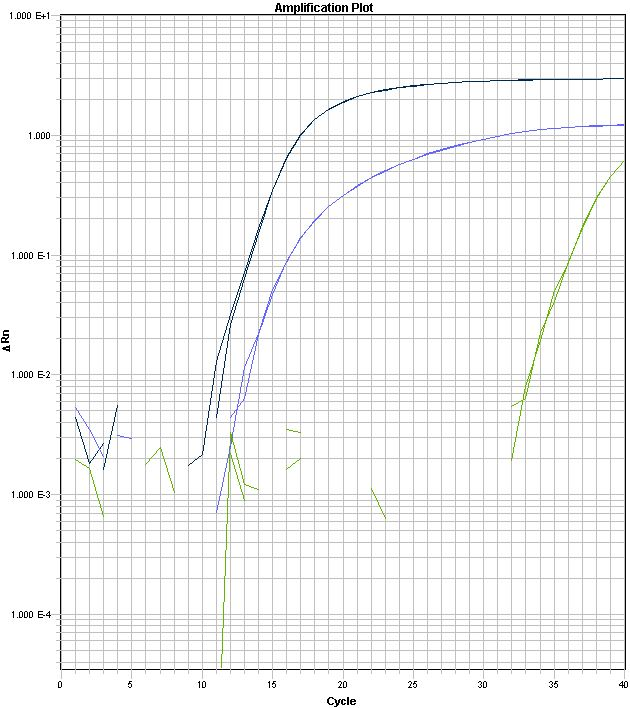 Amplification Plot
1.000 E+1
1.000
1.000 E-1
Δ Rn
1.000 E-2
1.000 E-3
1.000 E-4
0 5 10 15 20 25 30 35 40
Cycle